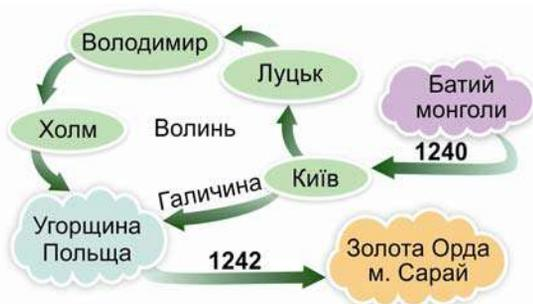 Володимир
Луцьк
Батий
монголи
Холм
Волинь
1240
Галичина
Київ
Угорщина
Польща
1242
Золота Орда
м. Сарай